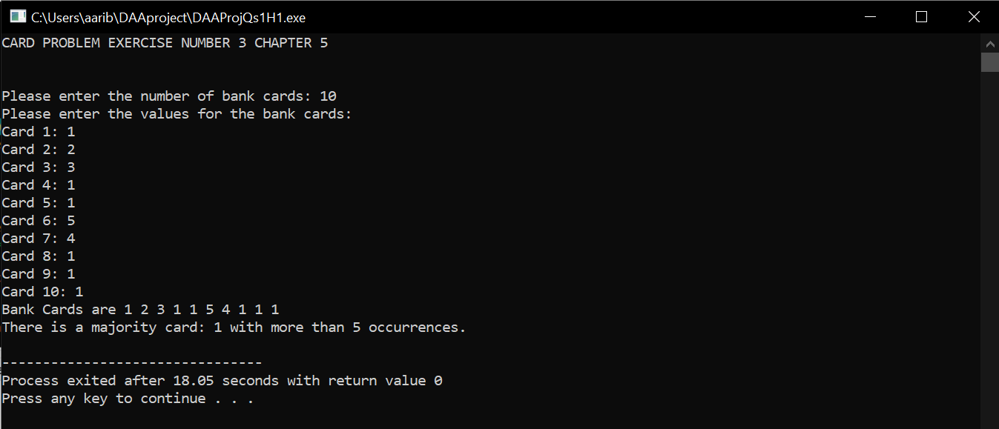 C:\Users\aarib\DAAproject\DAAProjQs1H1.exe
CARD PROBLEM EXERCISE NUMBER 3 CHAPTER 5
Please enter the number of bank cards: 10
Please enter the values for the bank cards:
Card 1: 1
Card 2: 2
Card 3: 3
Card 4: 1
Card 5: 1
Card 6: 5
Card 7: 4
Card 8: 1
Card 9: 1
Card 10: 1
Bank Cards are 1 2 3 1 1 5 4 1 1 1
There is a majority card: 1 with more than 5 occurrences.
--------------------------------
Process exited after 18.05 seconds with return value 0
Press any key to continue . . .